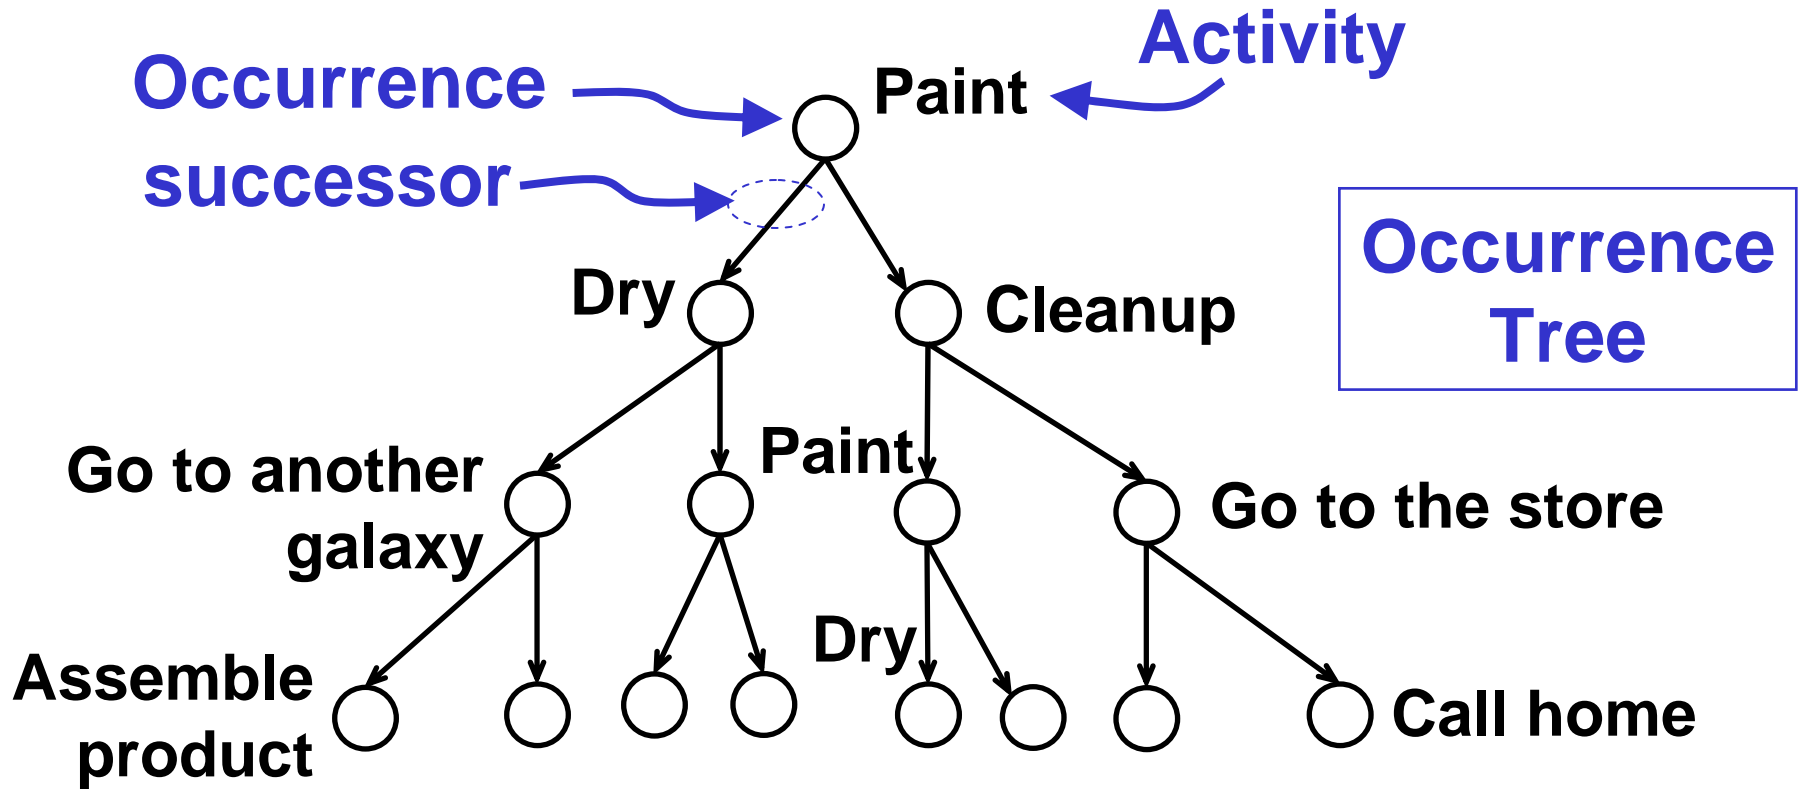 Activity
Occurrence
Paint
successor
Occurrence
Tree
Dry
Cleanup
Paint
Go to another
galaxy
Go to the store
Dry
Assemble
product
Call home